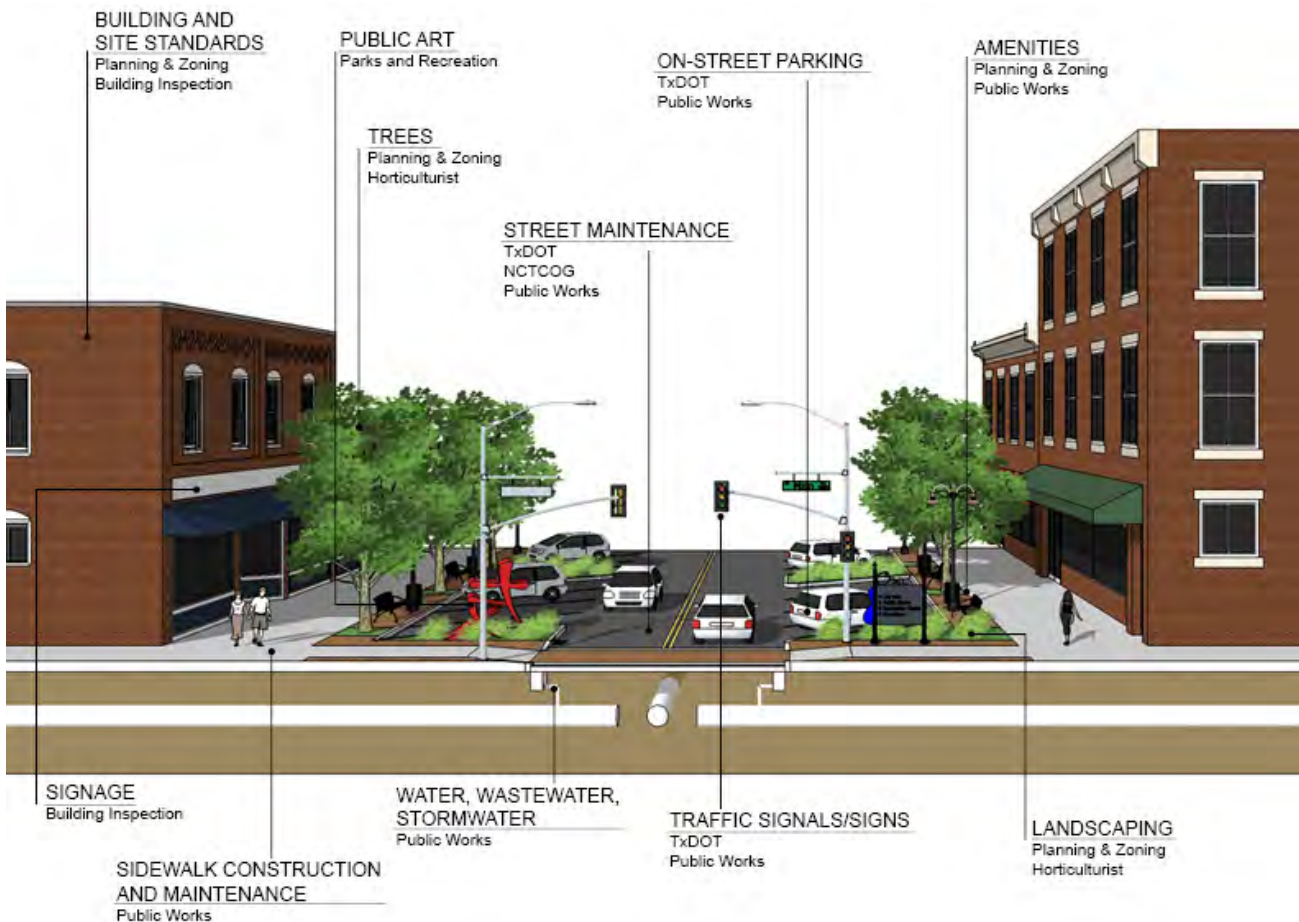 BUILDING AND
SITE STANDARDS
Planning & Zoning
Building Inspection
PUBLIC ART
Parks and Recreation
TREES
Planning & Zoning
Horticulturist
STREET MAINTENANCE
TxDOT
NCTCOG
Public Works
ON-STREET PARKING
TxDOT
Public Works
AMENITIES
Planning & Zoning
Public Works
SIGNAGE
Building Inspection
SIDEWALK CONSTRUCTION
AND MAINTENANCE
Public Works
WATER, WASTEWATER,
STORMWATER
Public Works
TRAFFIC SIGNALS/SIGNS
TxDOT
Public Works
LANDSCAPING
Planning & Zoning
Horticulturist